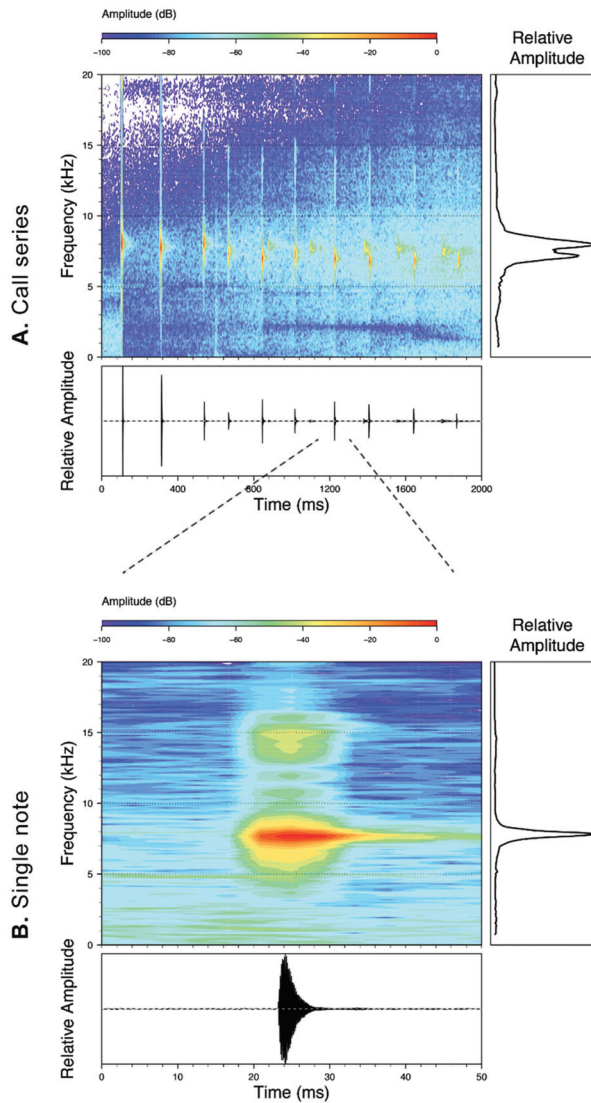 Amplitude (dB)
-100 -80 -60 -40 -20 0
Relative
Amplitude
A. Call series
Frequency (kHz)
20
15
10
5
0
Relative Amplitude
0 400 800 1200 1600 2000
Time (ms)
Amplitude (dB)
-100 -80 -60 -40 -20 0
Relative
Amplitude
B. Single note
Frequency (kHz)
20
15
10
5
0
Relative Amplitude
0 10 20 30 40 50
Time (ms)